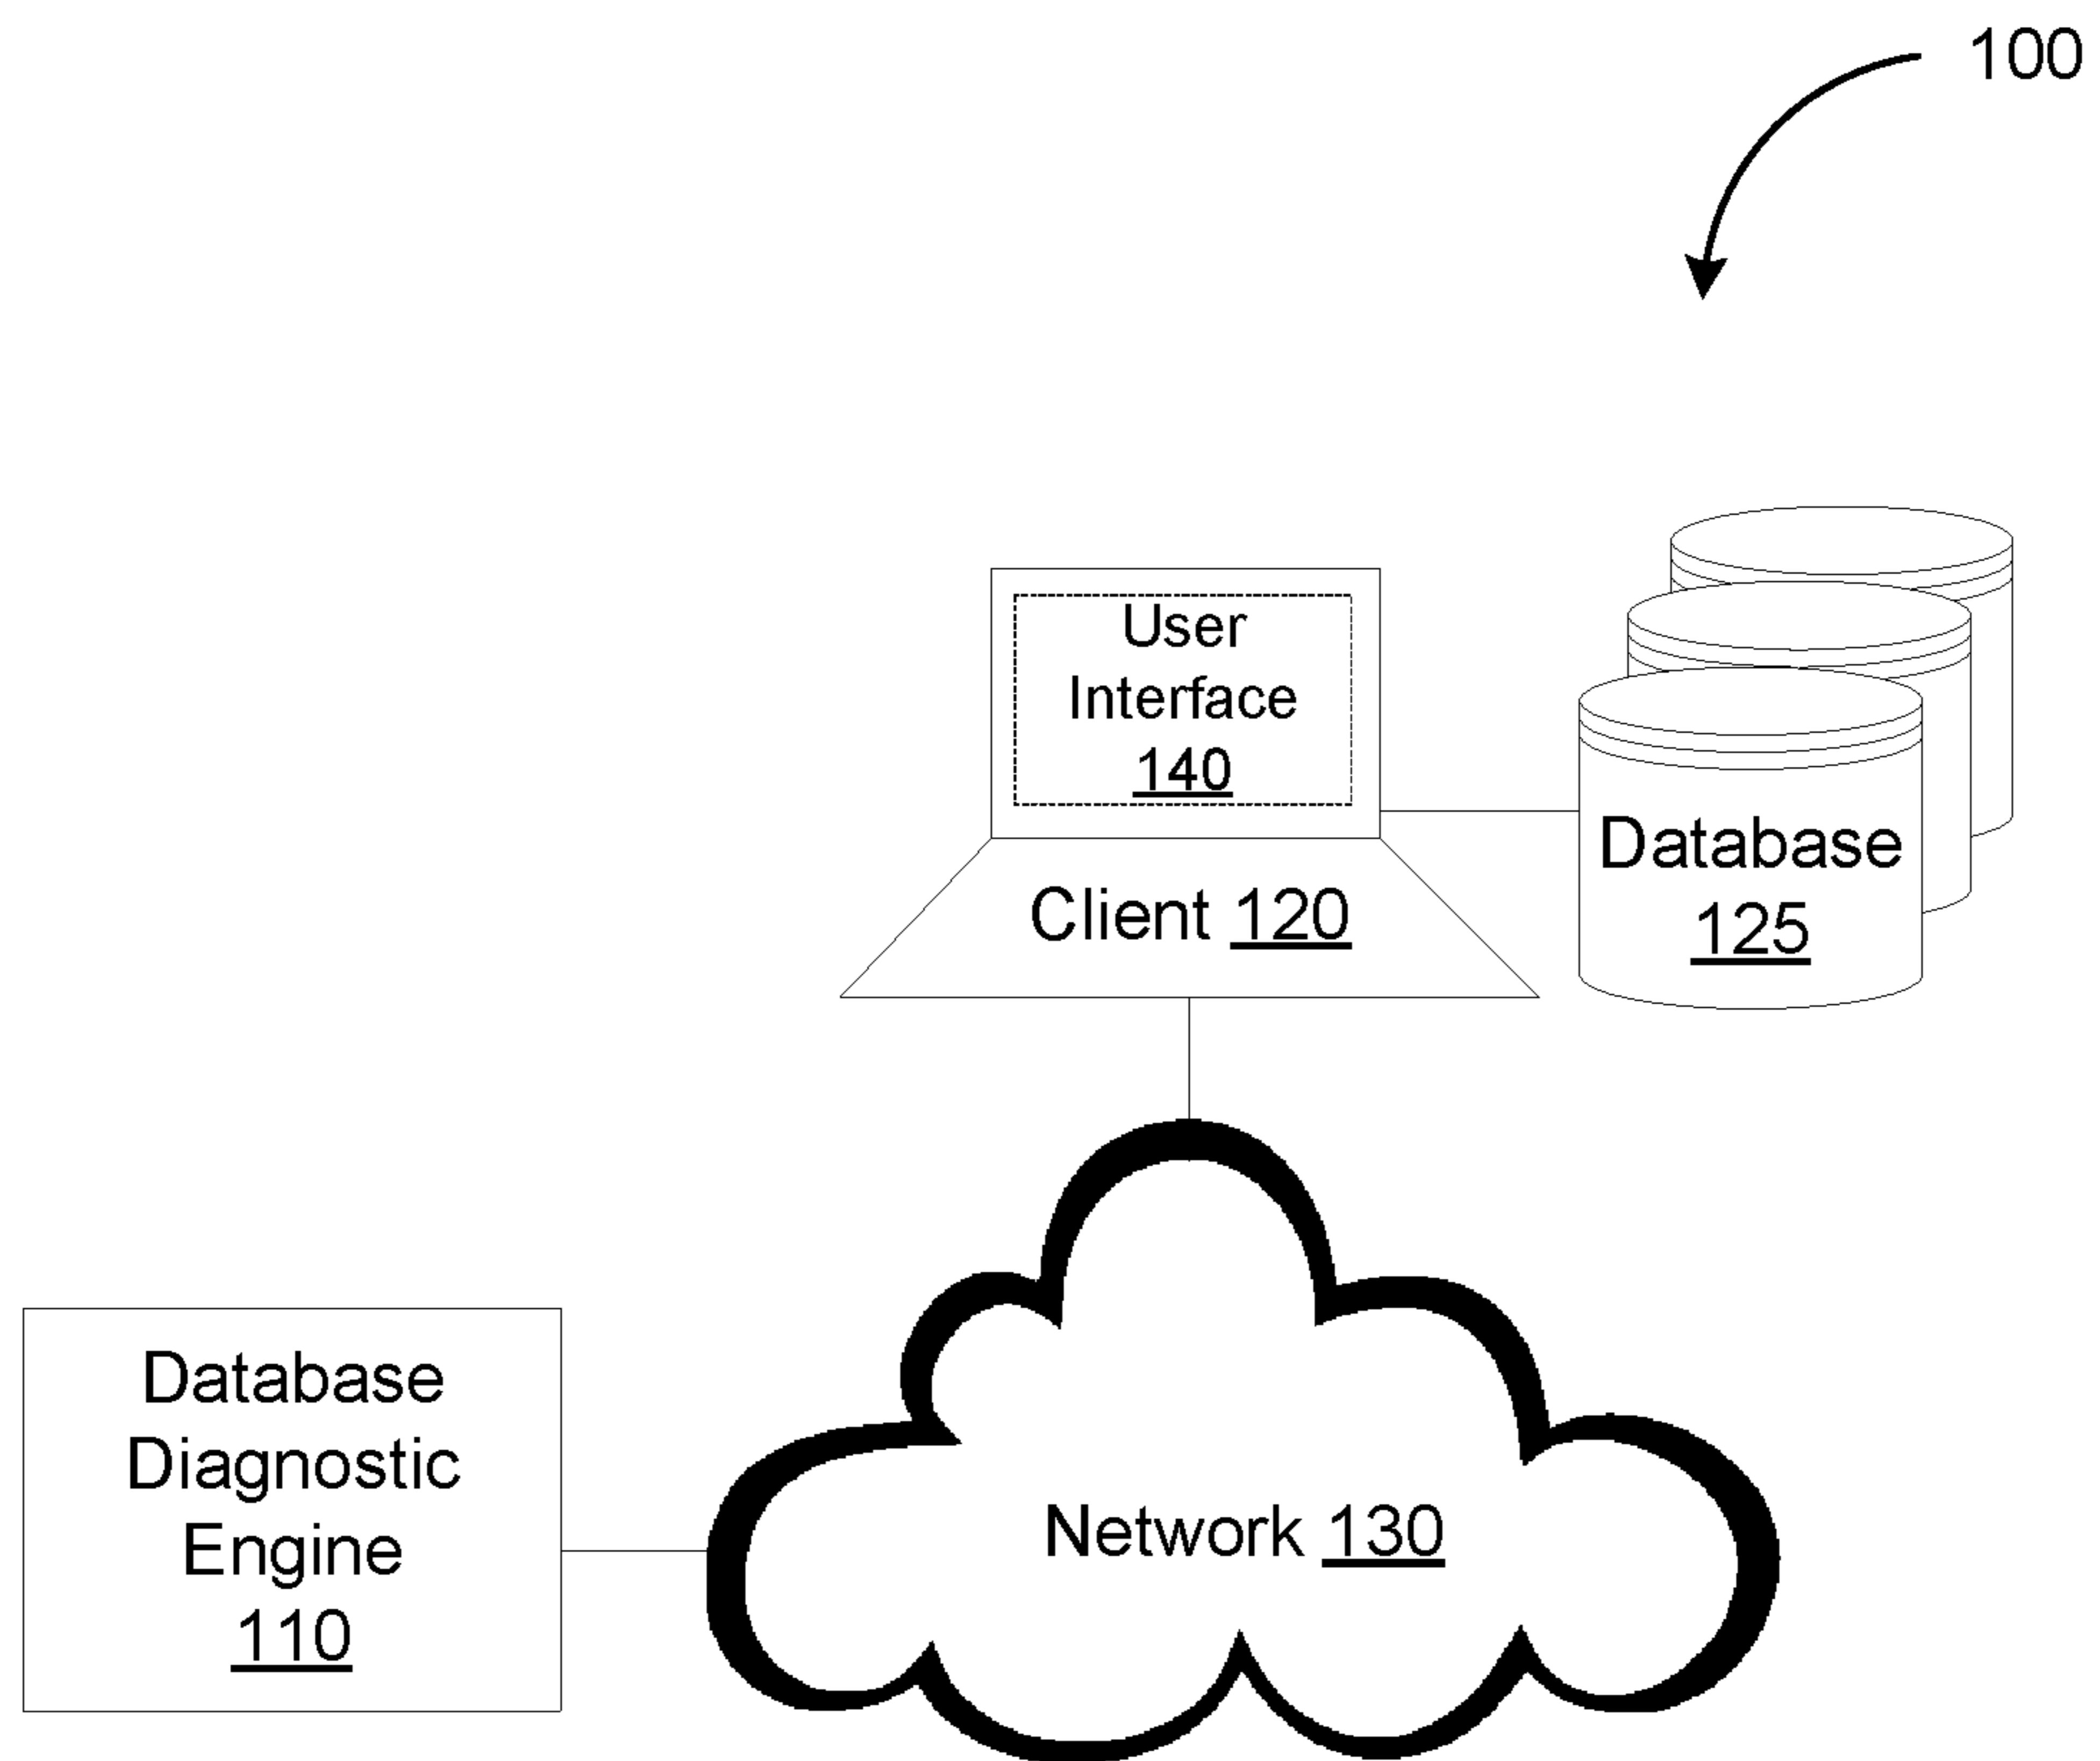 100
User
Interface
140
Database
125
Client 120
Database
Diagnostic
Engine
110
Network 130